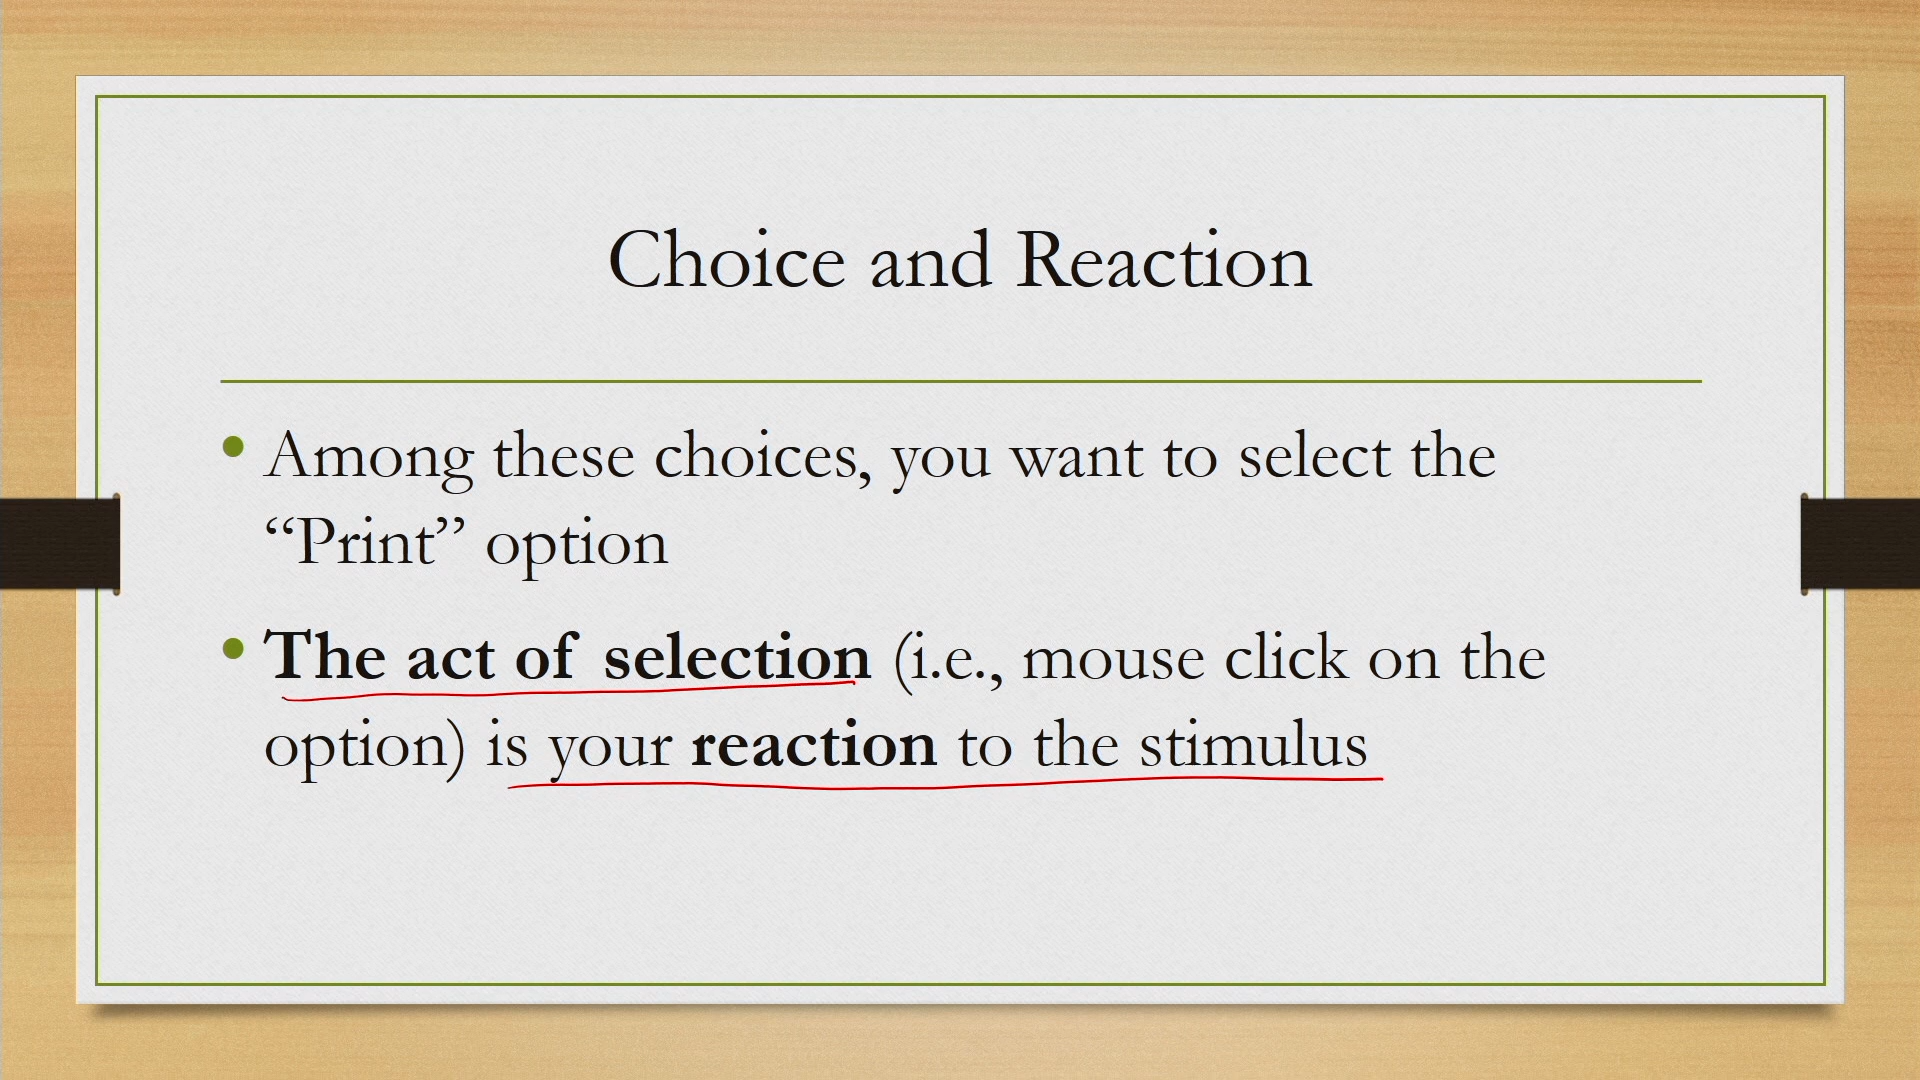 Choice and Reaction
• Among these choices, you want to select the
“Print” option
• The act of selection (i.e., mouse click on the
option) is your reaction to the stimulus